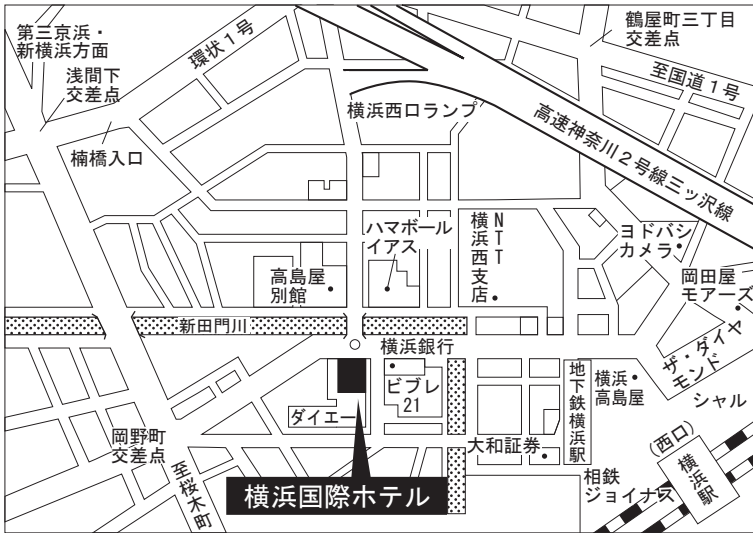 第三京浜・
新横浜方面
浅間下
交差点
環状1号
鶴屋町三丁目
交差点
至国道1号
横浜西口ランプ
高速神奈川2号線三ツ沢線
楠橋入口
ハマボール
イアス
NTT
横浜西支店
ヨドバシ
カメラ
岡田屋
モアーズ
高島屋
別館
新田間川
横浜銀行
ザ・ダイヤ
モンド
ビブレ
21
地下鉄横浜駅
横浜
高島屋
シャル
ダイエー
岡野町
交差点
大和証券
(西口)
横浜駅
至桜木町
相鉄
ジョイナス
横浜国際ホテル